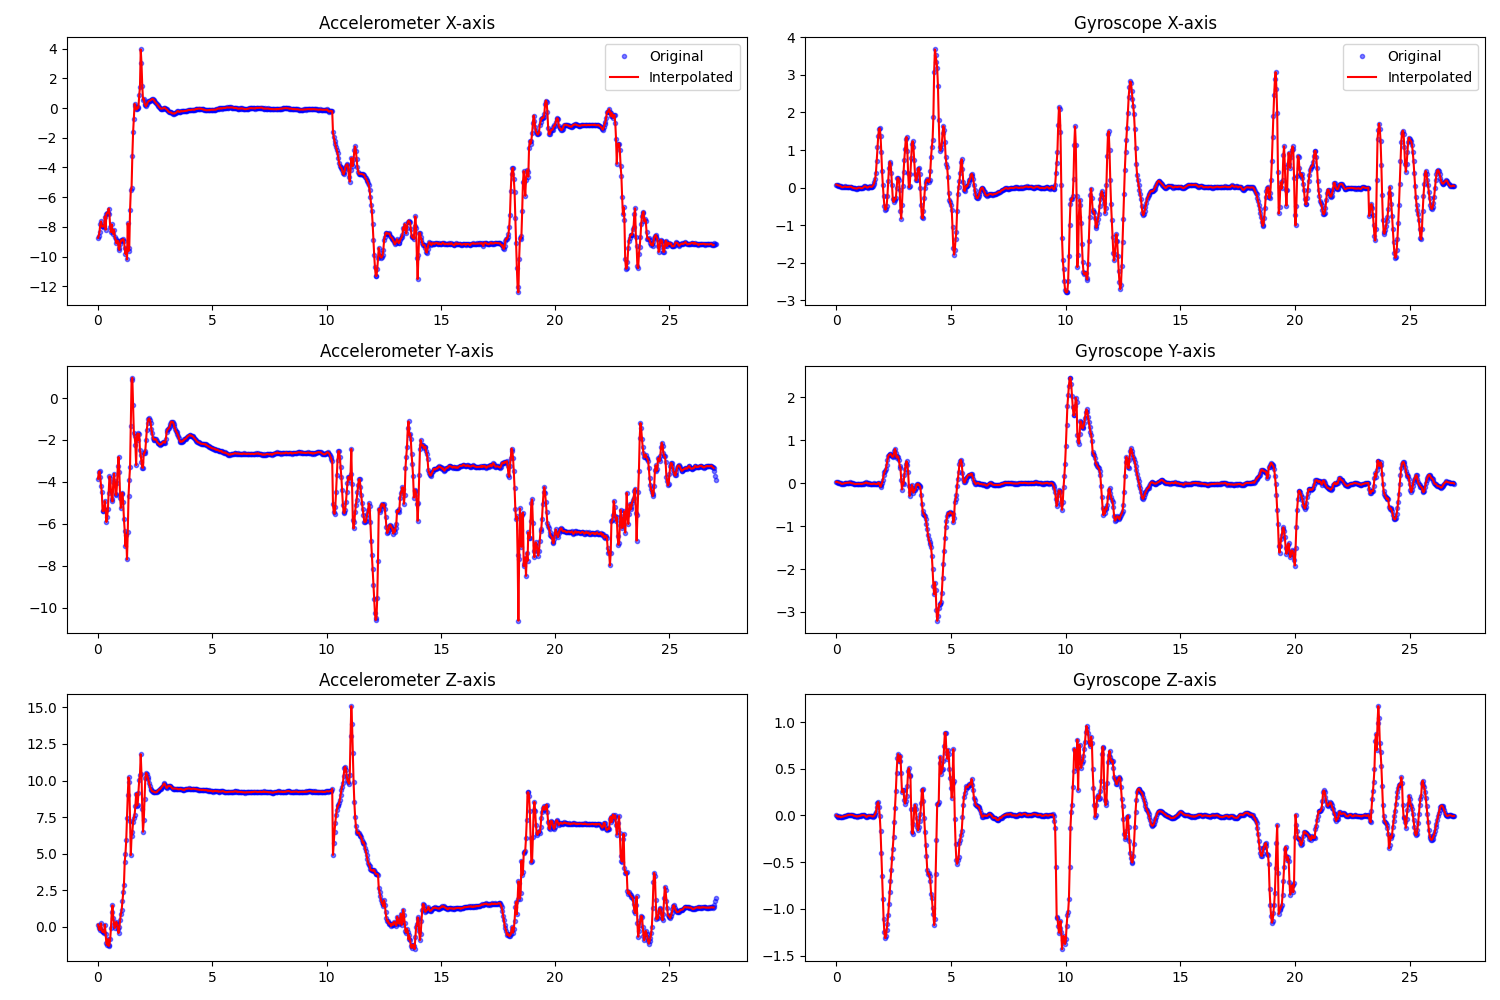 Accelerometer X-axis
4
2
0
−2
−4
−6
−8
−10
−12
0 5 10 15 20 25
Original
Interpolated
Gyroscope X-axis
4
3
2
1
0
−1
−2
−3
0 5 10 15 20 25
Original
Interpolated
Accelerometer Y-axis
0
−2
−4
−6
−8
−10
0 5 10 15 20 25
Gyroscope Y-axis
2
1
0
−1
−2
−3
0 5 10 15 20 25
Accelerometer Z-axis
15.0
12.5
10.0
7.5
5.0
2.5
0.0
0 5 10 15 20 25
Gyroscope Z-axis
1.0
0.5
0.0
−0.5
−1.0
−1.5
0 5 10 15 20 25